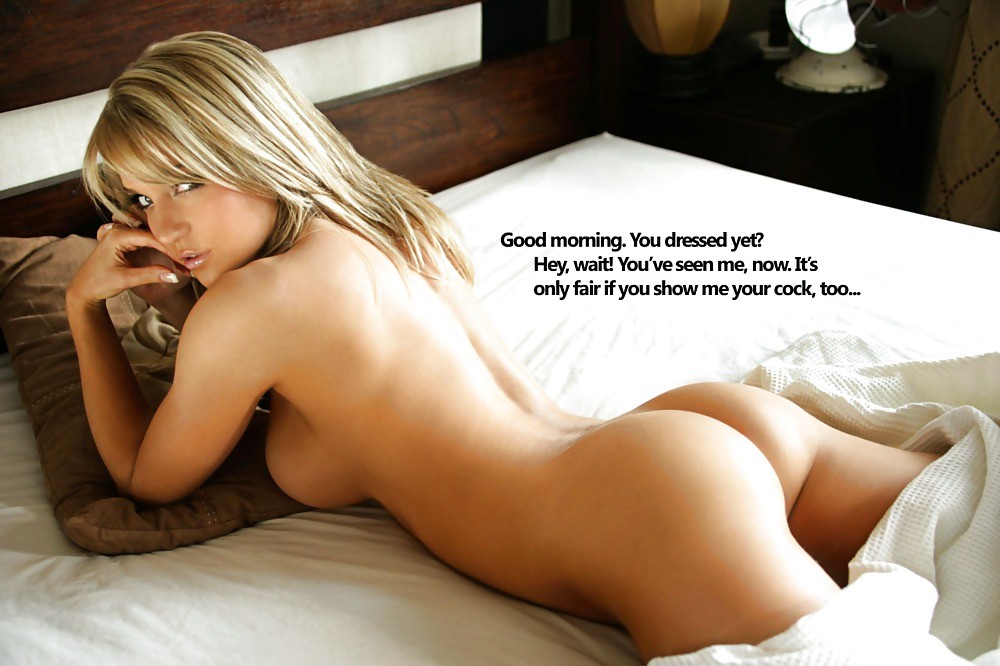 Good morning. You dressed yet?
Hey, wait! You've seen me, now. It's
only fair if you show me your cock, too...